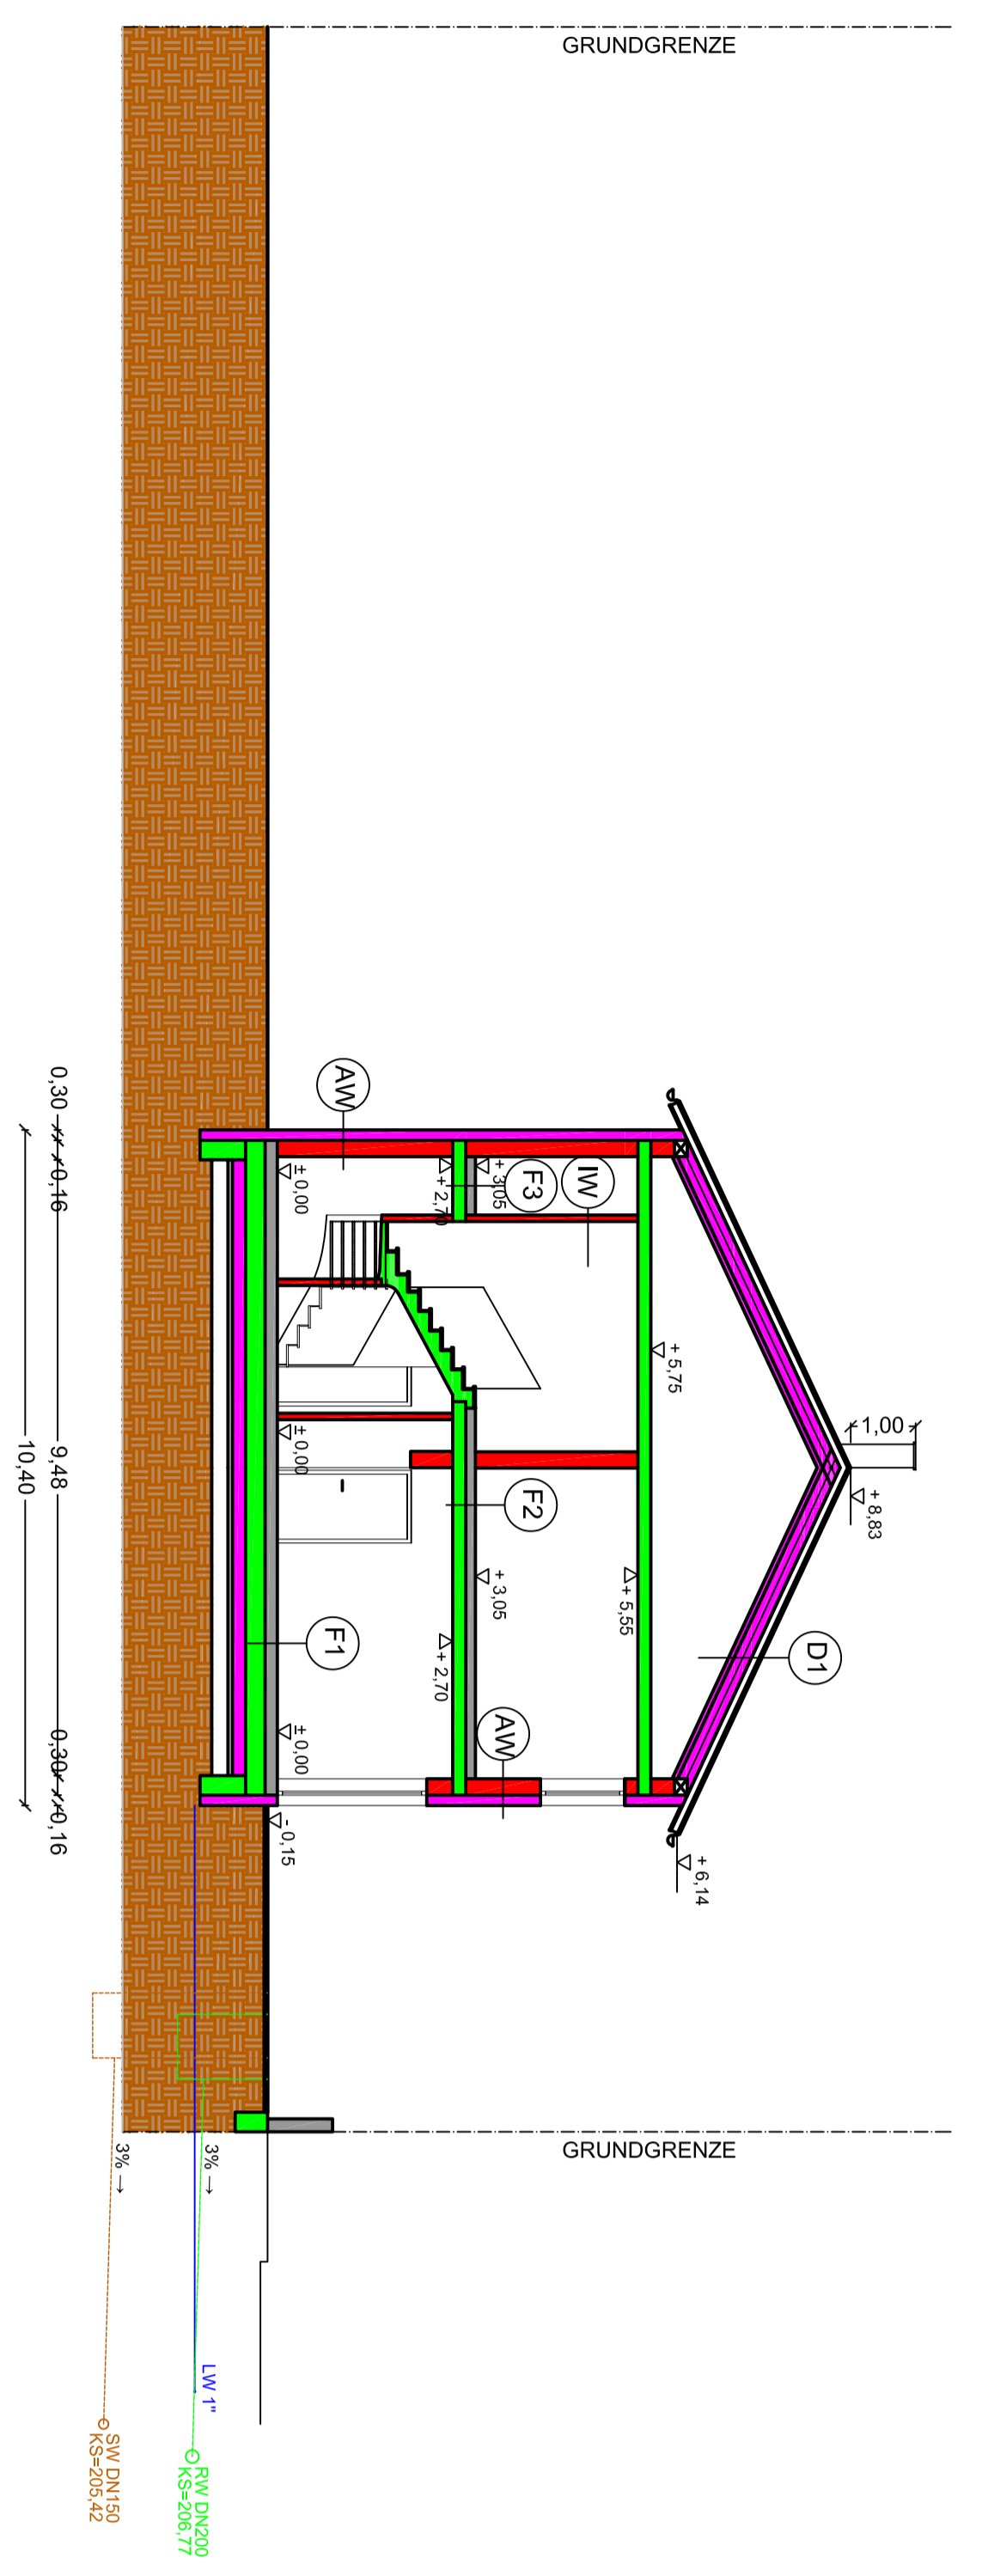 GRUNDGRENZE
GRUNDGRENZE
1,00
+ 8,83
D1
+ 6,14
+ 5,75
+ 5,55
IW
F3
+ 3,05
+ 2,70
F2
+ 3,05
+ 2,70
AW
AW
± 0,00
± 0,00
± 0,00
F1
- 0,15
0,30
0,16
9,48
0,30
0,16
10,40
3% →
3% →
LW 1"
RW DN200
KS=206,77
SW DN150
KS=205,42